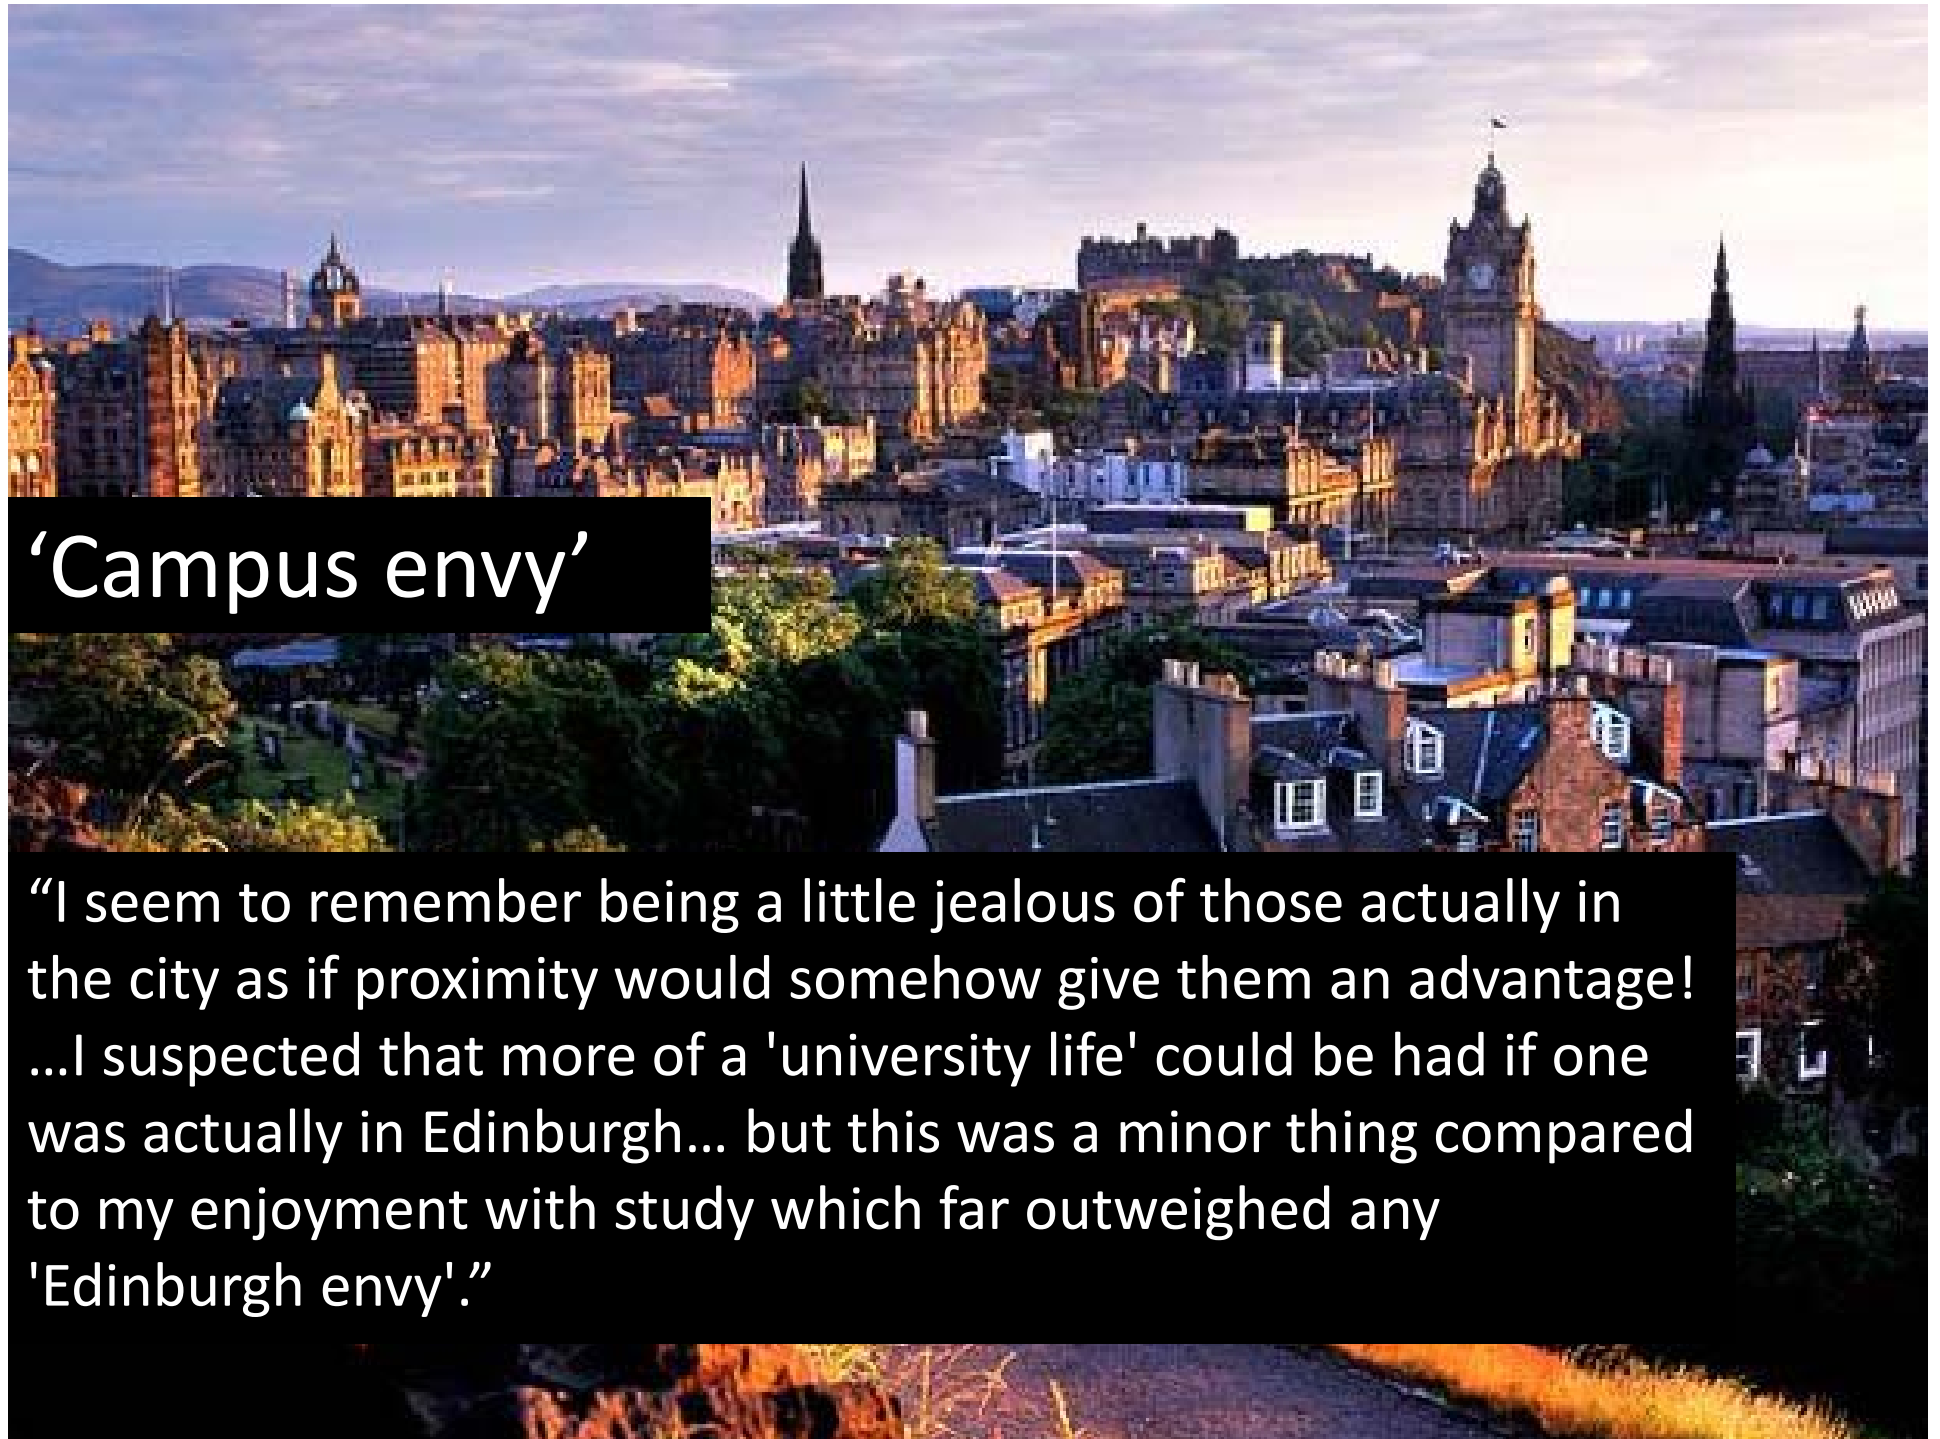 ‘Campus envy’
“I seem to remember being a little jealous of those actually in
the city as if proximity would somehow give them an advantage!
…I suspected that more of a 'university life' could be had if one
was actually in Edinburgh… but this was a minor thing compared
to my enjoyment with study which far outweighed any
'Edinburgh envy'.”